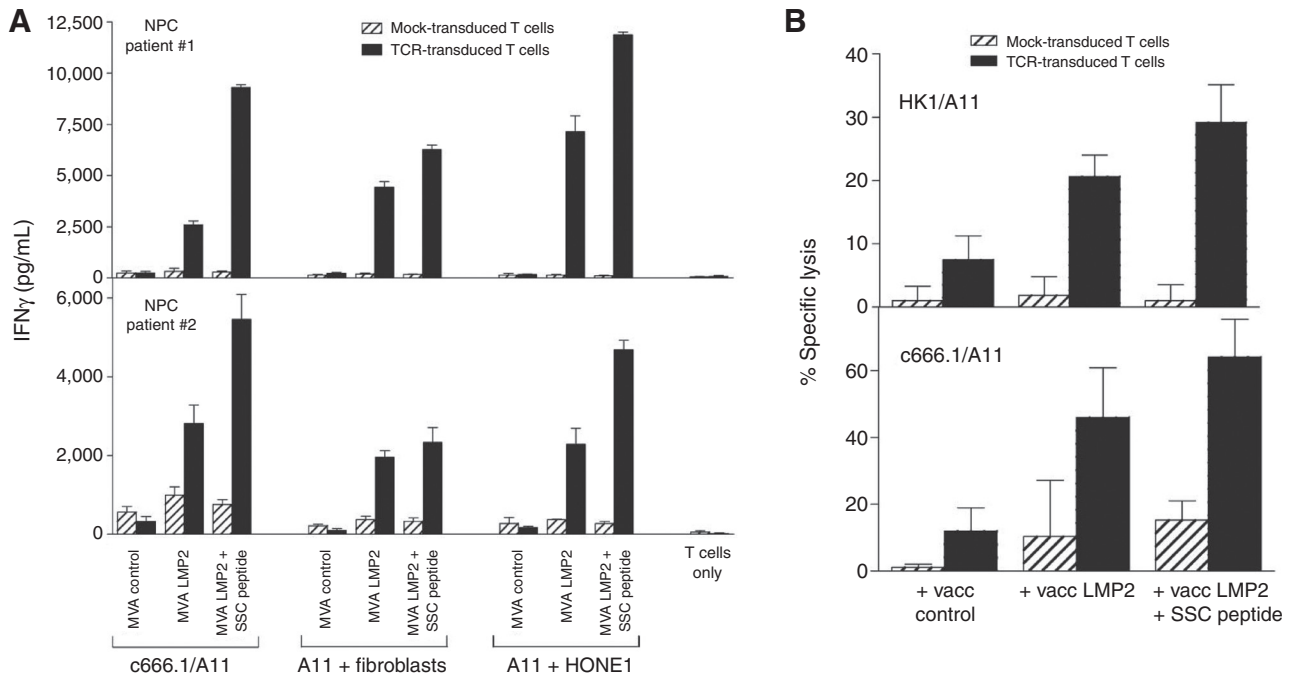 A
NPC
patient #1
Mock-transduced T cells
TCR-transduced T cells
12,500
10,000
7,500
5,000
2,500
0
IFNγ (pg/mL)
NPC
patient #2
6,000
4,000
2,000
0
MVA control
MVA LMP2
MVA LMP2 +
SSC peptide
MVA control
MVA LMP2
MVA LMP2 +
SSC peptide
MVA control
MVA LMP2
MVA LMP2 +
SSC peptide
T cells
only
c666.1/A11
A11 + fibroblasts
A11 + HONE1
B
Mock-transduced T cells
TCR-transduced T cells
HK1/A11
40
30
20
10
0
% Specific lysis
c666.1/A11
60
40
20
0
+ vacc
control
+ vacc LMP2
+ vacc LMP2
+ SSC peptide